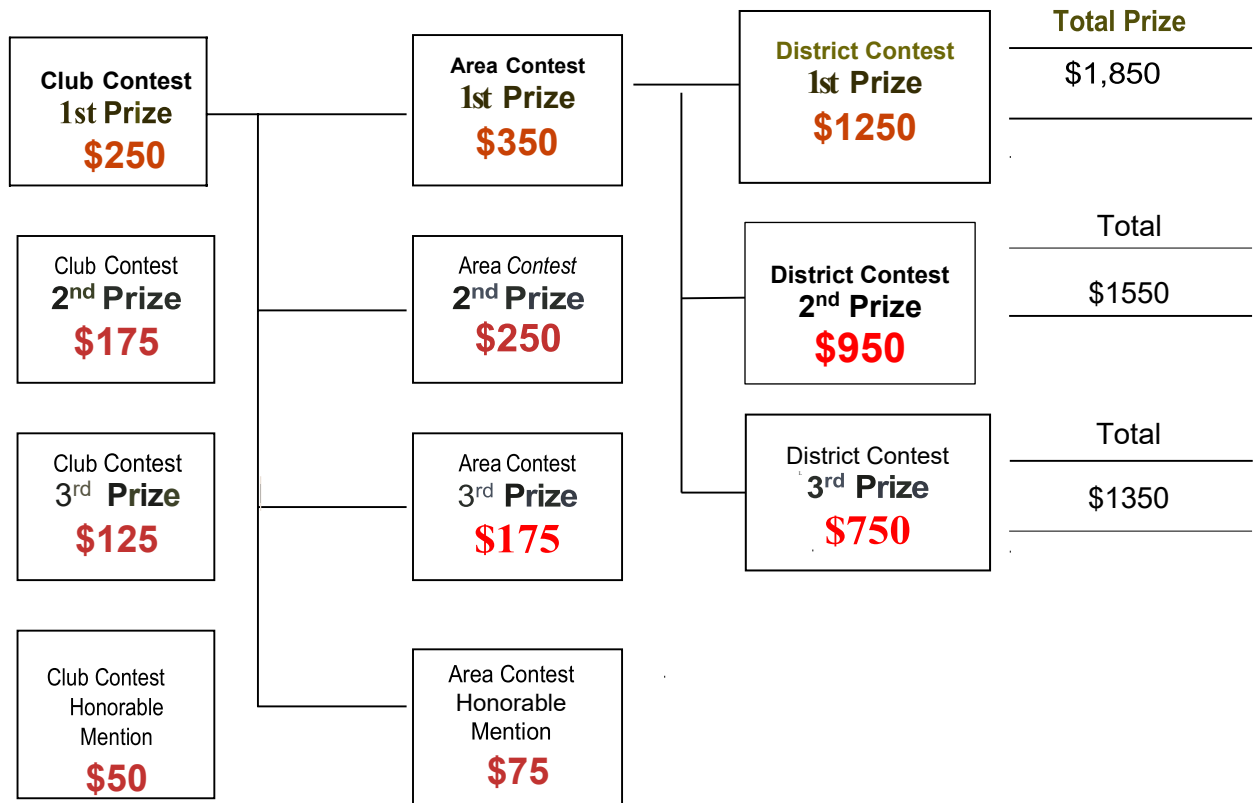 Club Contest
1st Prize
$250
Area Contest
1st Prize
$350
District Contest
1st Prize
$1250
Total Prize
$1,850
Club Contest
2nd Prize
$175
Area Contest
2nd Prize
$250
District Contest
2nd Prize
$950
Total
$1550
Club Contest
3rd Prize
$125
Area Contest
3rd Prize
$175
District Contest
3rd Prize
$750
Total
$1350
Club Contest
Honorable
Mention
$50
Area Contest
Honorable
Mention
$75